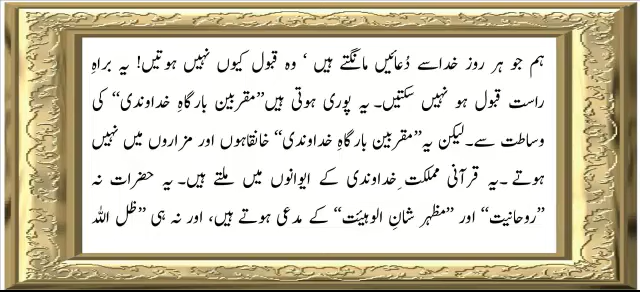 ہم جو ہر روز خداسے دُعائیں مانگتے ہیں ‘ وہ قبول کیوں نہیں ہوتیں! یہ براہِ
راست قبول ہو نہیں سکتیں۔ یہ پوری ہوتی ہیں’’مقربین بارگاہِ خداوندی‘‘ کی
وساطت سے۔لیکن یہ’’مقربین بارگاہِ خداوندی‘‘ خانقاہوں اور مزاروں میں نہیں
ہوتے ۔یہ قرآنی مملکت ِخداوندی کے ایوانوں میں ملتے ہیں۔ یہ حضرات نہ
’’روحانیت‘‘ اور ’’مظہر شانِ الوہیئت‘‘ کے مدعی ہوتے ہیں، اور نہ ہی ’’ظل اللہ